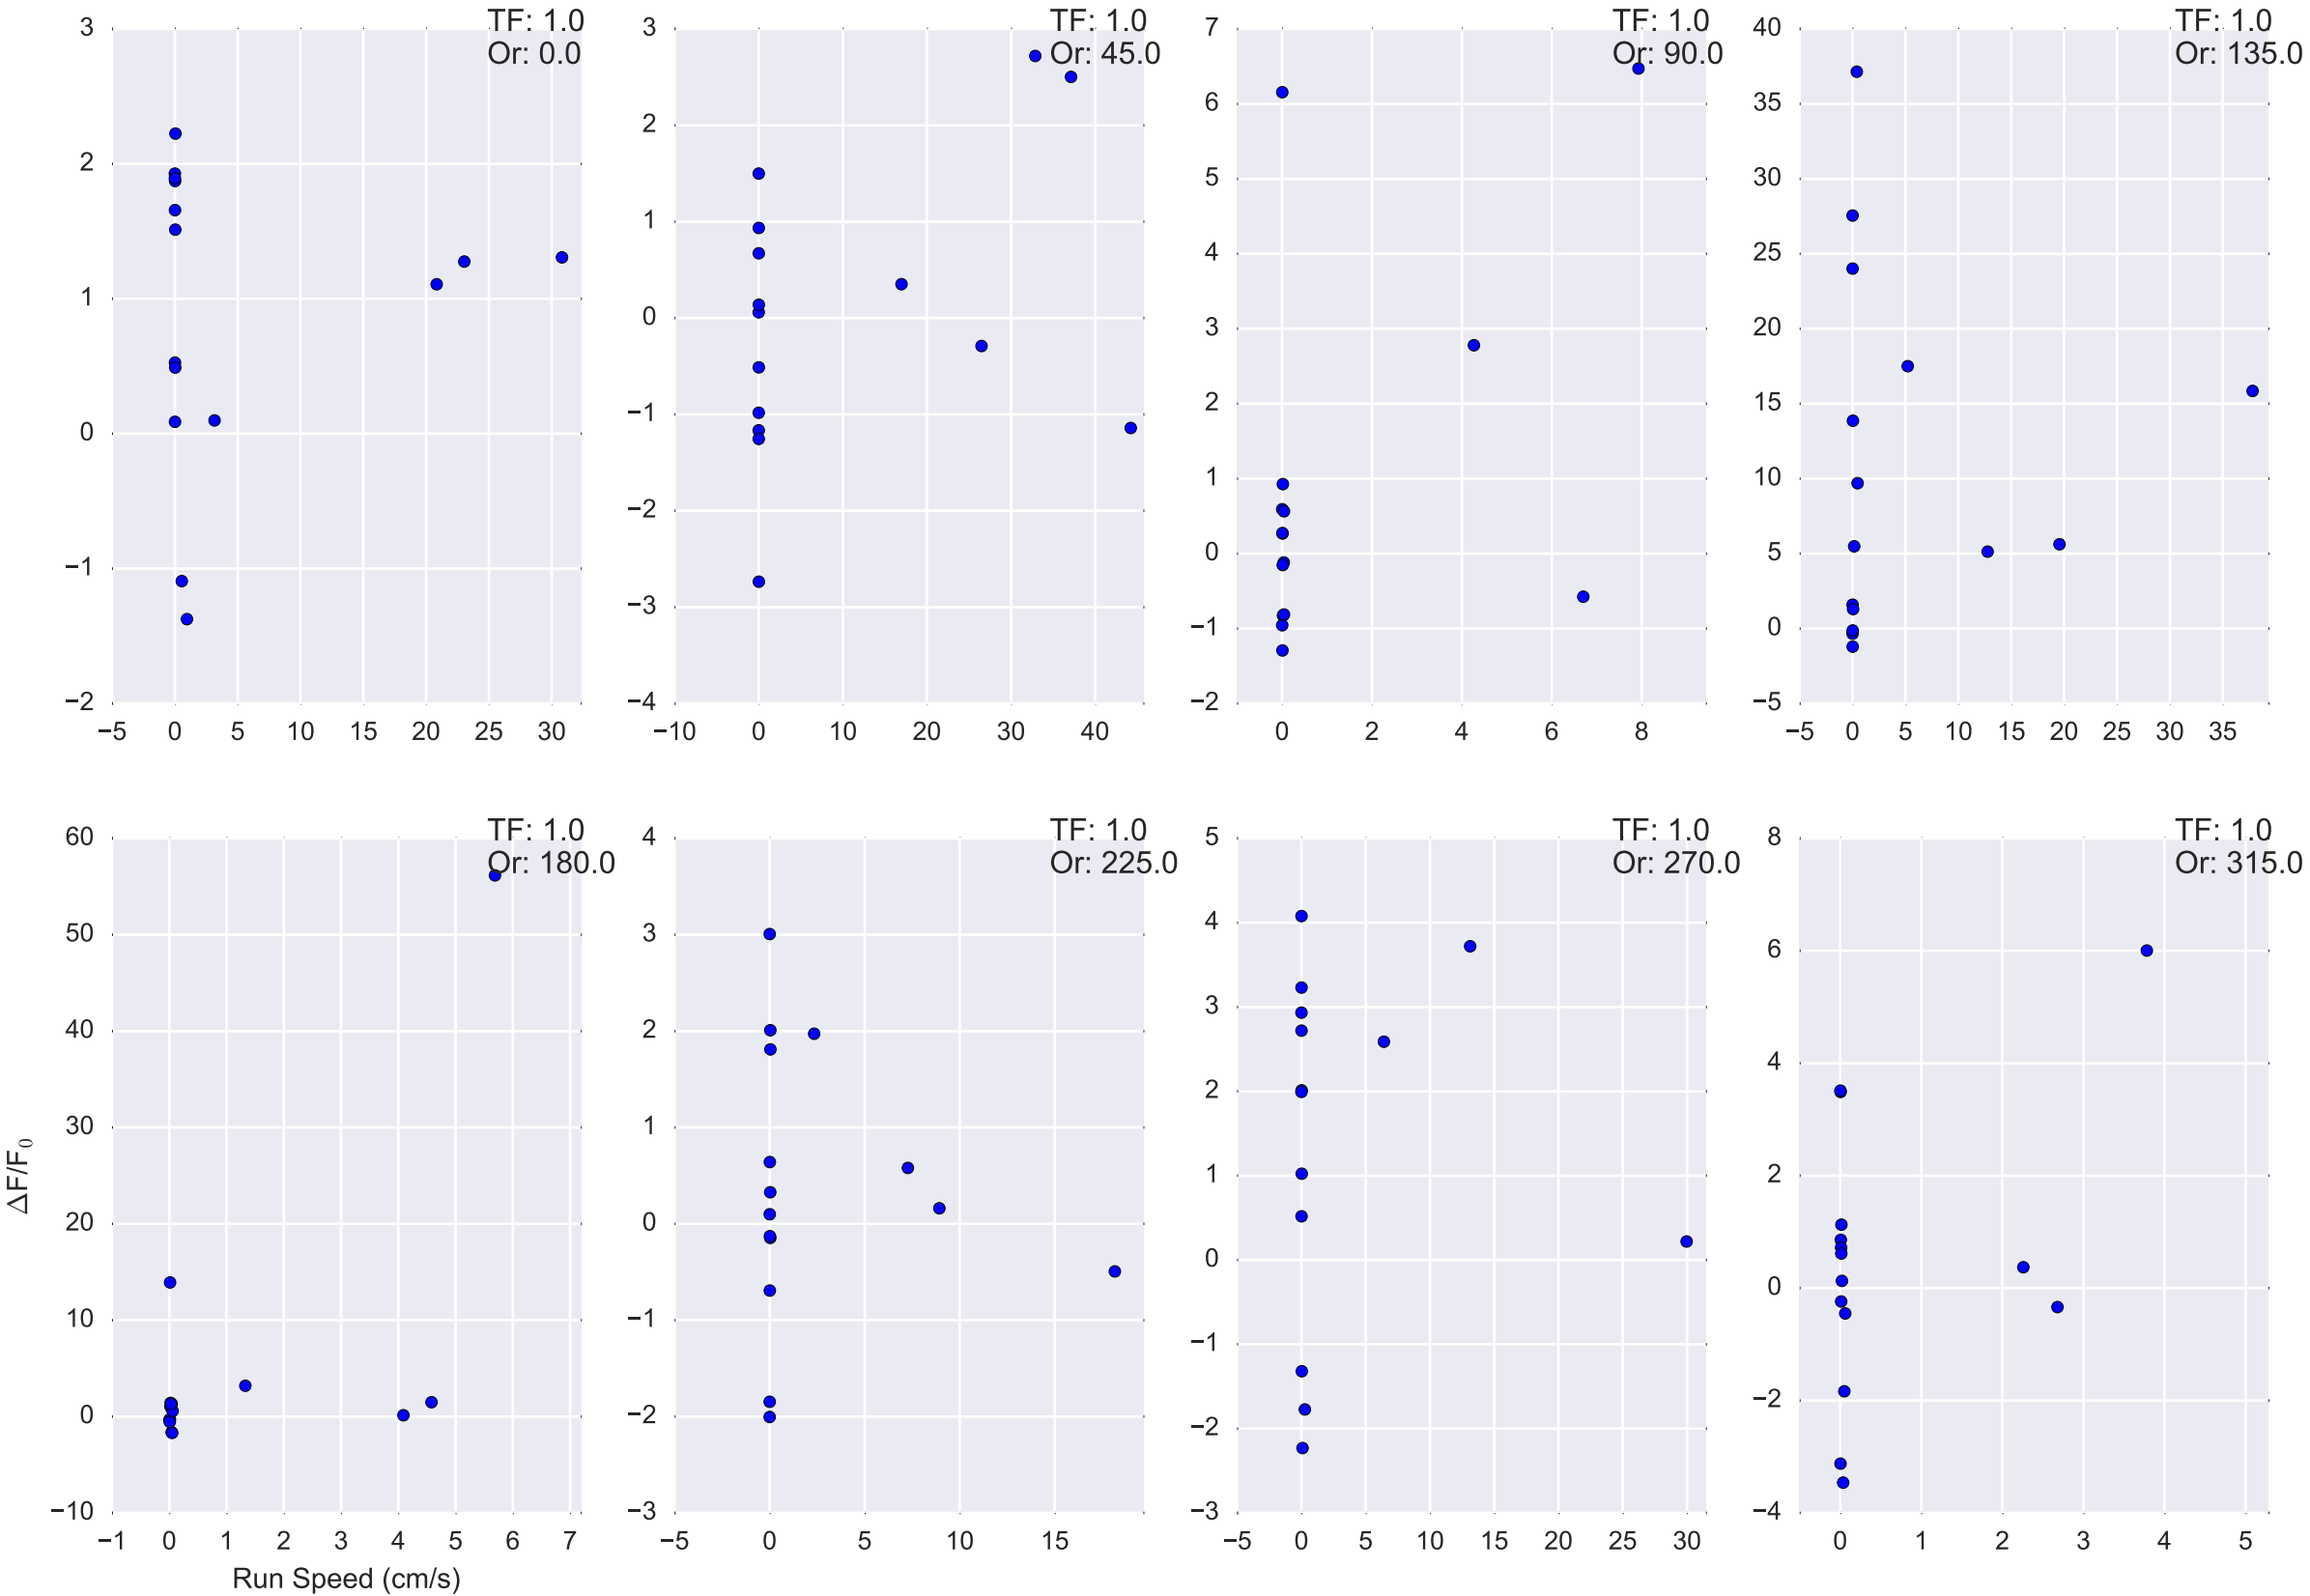 TF: 1.0
Or: 0.0
3
2
1
0
−1
−2
−5 0 5 10 15 20 25 30
TF: 1.0
Or: 45.0
3
2
1
0
−1
−2
−3
−4
−10 0 10 20 30 40
TF: 1.0
Or: 90.0
7
6
5
4
3
2
1
0
−1
−2
0 2 4 6 8
TF: 1.0
Or: 135.0
40
35
30
25
20
15
10
5
0
−5
−5 0 5 10 15 20 25 30 35
TF: 1.0
Or: 180.0
60
50
40
30
20
10
0
−10
−1 0 1 2 3 4 5 6 7
ΔF/F₀
Run Speed (cm/s)
TF: 1.0
Or: 225.0
4
3
2
1
0
−1
−2
−3
−5 0 5 10 15
TF: 1.0
Or: 270.0
5
4
3
2
1
0
−1
−2
−3
−5 0 5 10 15 20 25 30
TF: 1.0
Or: 315.0
8
6
4
2
0
−2
−4
0 1 2 3 4 5